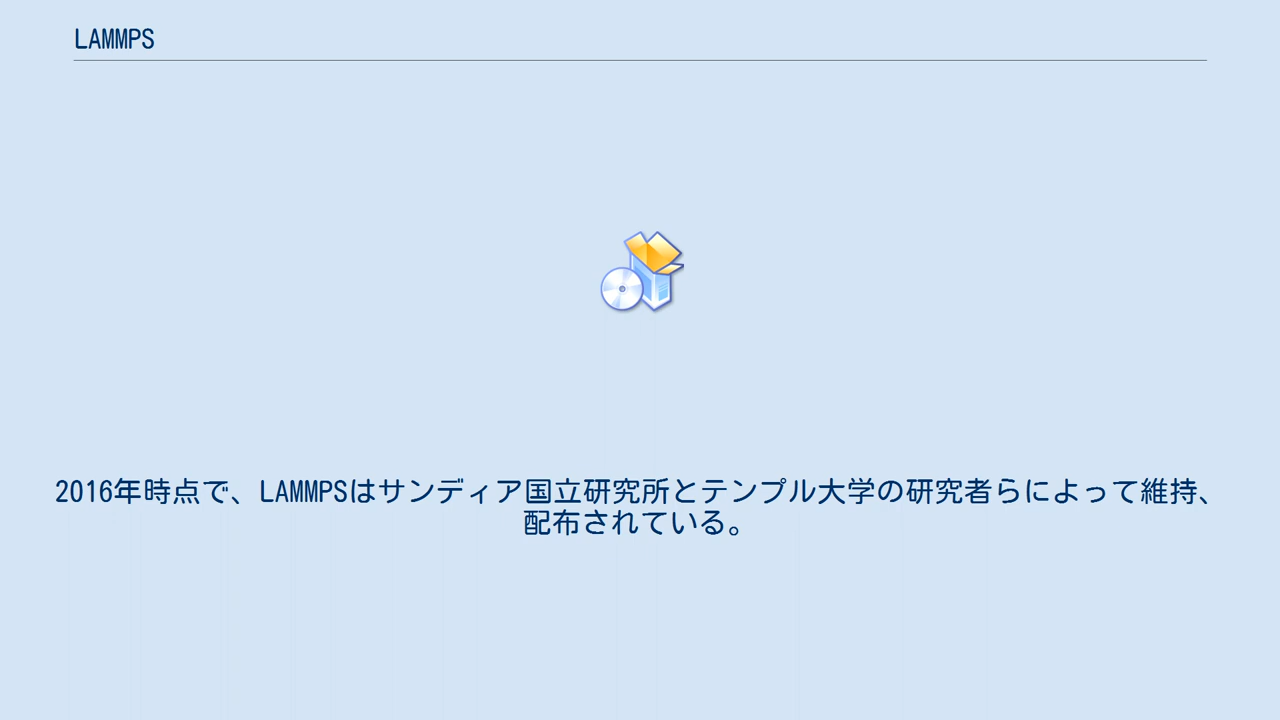 LAMMPS
2016年時点で、LAMMPSはサンディア国立研究所とテンプル大学の研究者らによって維持、
配布されている。